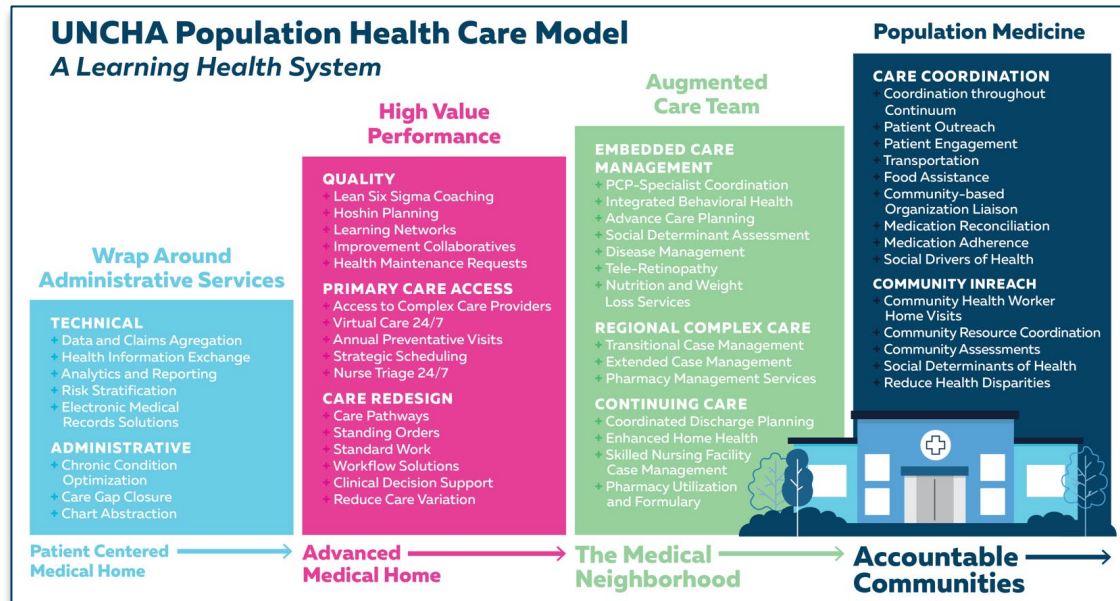 UNCHA Population Health Care Model
A Learning Health System
Wrap Around
Administrative Services
TECHNICAL
+ Data and Claims Agregation
+ Health Information Exchange
+ Analytics and Reporting
+ Risk Stratification
+ Electronic Medical
Records Solutions
ADMINISTRATIVE
+ Chronic Condition
Optimization
+ Care Gap Closure
+ Chart Abstraction
Patient Centered
Medical Home
High Value
Performance
QUALITY
+ Lean Six Sigma Coaching
+ Hoshin Planning
+ Learning Networks
+ Improvement Collaboratives
+ Health Maintenance Requests
PRIMARY CARE ACCESS
+ Access to Complex Care Providers
+ Virtual Care 24/7
+ Annual Preventative Visits
+ Strategic Scheduling
+ Nurse Triage 24/7
CARE REDESIGN
+ Care Pathways
+ Standing Orders
+ Standard Work
+ Workflow Solutions
+ Clinical Decision Support
+ Reduce Care Variation
Advanced
Medical Home
Augmented
Care Team
EMBEDDED CARE
MANAGEMENT
+ PCP-Specialist Coordination
+ Integrated Behavioral Health
+ Advance Care Planning
+ Social Determinant Assessment
+ Disease Management
+ Tele-Retinopathy
+ Nutrition and Weight
Loss Services
REGIONAL COMPLEX CARE
+ Transitional Case Management
+ Extended Case Management
+ Pharmacy Management Services
CONTINUING CARE
+ Coordinated Discharge Planning
+ Enhanced Home Health
+ Skilled Nursing Facility
Case Management
+ Pharmacy Utilization
and Formulary
The Medical
Neighborhood
Population Medicine
CARE COORDINATION
+ Coordination throughout
Continuum
+ Patient Outreach
+ Patient Engagement
+ Transportation
+ Food Assistance
+ Community-based
Organization Liaison
+ Medication Reconciliation
+ Medication Adherence
+ Social Drivers of Health
COMMUNITY INREACH
+ Community Health Worker
Home Visits
+ Community Resource Coordination
+ Community Assessments
+ Social Determinants of Health
+ Reduce Health Disparities
Accountable
Communities